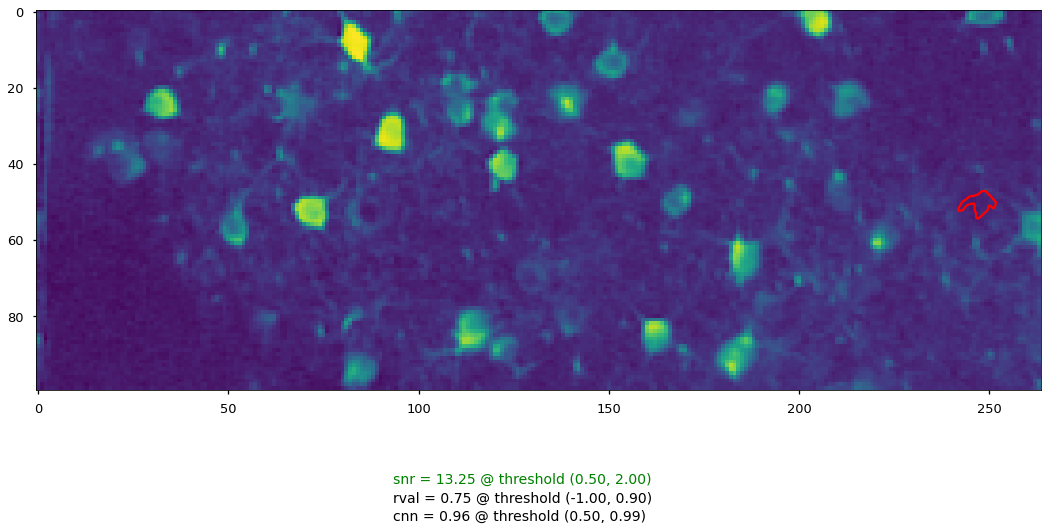 0
20
40
60
80
0 50 100 150 200 250
snr = 13.25 @ threshold (0.50, 2.00)
rval = 0.75 @ threshold (-1.00, 0.90)
cnn = 0.96 @ threshold (0.50, 0.99)